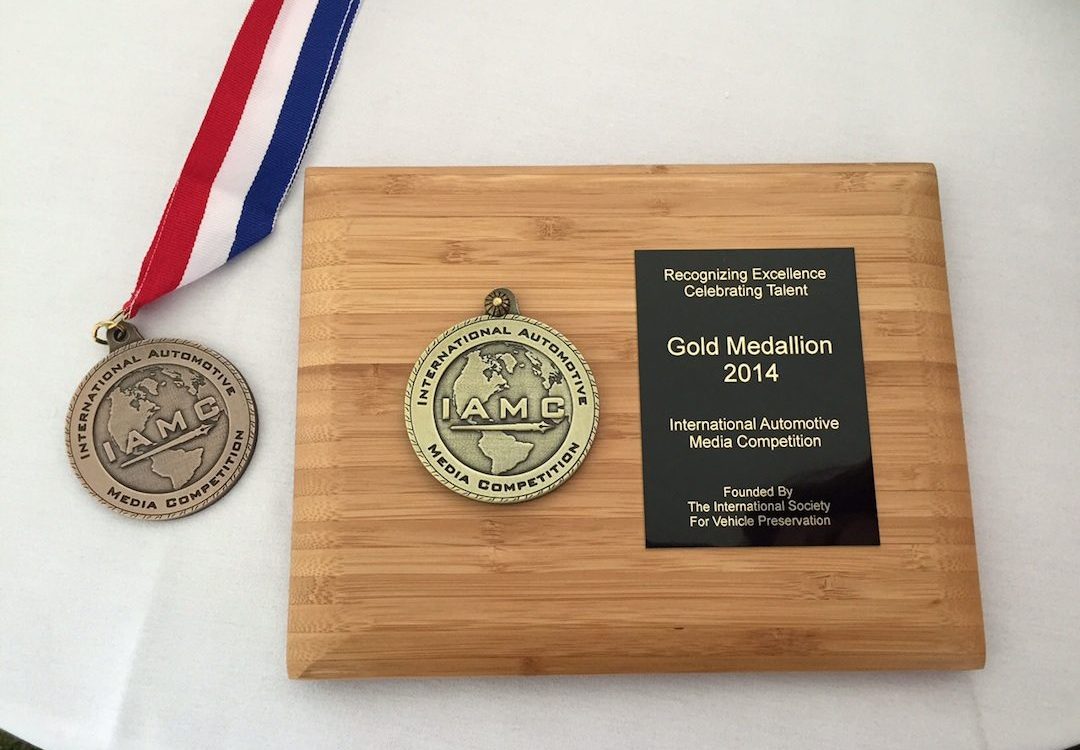 INTERNATIONAL AUTOMOTIVE
IAMC
MEDIA COMPETITION
INTERNATIONAL AUTOMOTIVE
IAMC
MEDIA COMPETITION
Recognizing Excellence
Celebrating Talent
Gold Medallion
2014
International Automotive
Media Competition
Founded By
The International Society
For Vehicle Preservation